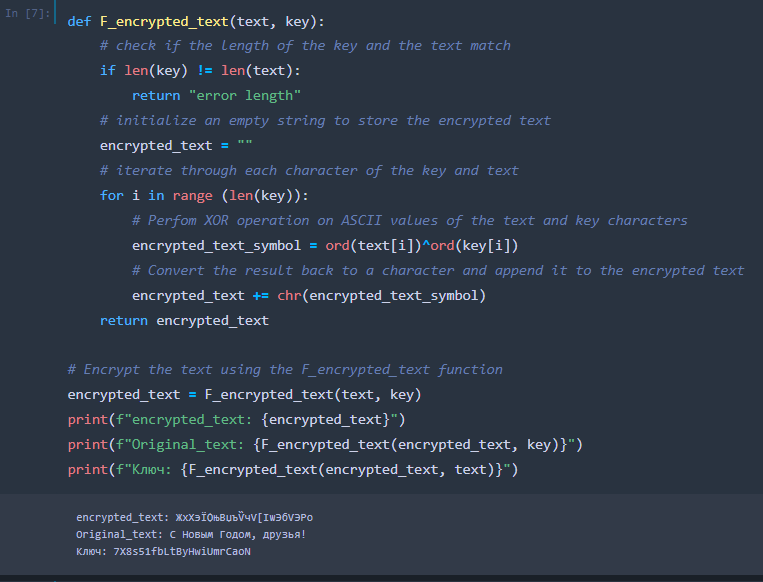 In [7]:
def F_encrypted_text(text, key):
# check if the length of the key and the text match
if len(key) != len(text):
return "error length"
# initialize an empty string to store the encrypted text
encrypted_text = ""
# iterate through each character of the key and text
for i in range (len(key)):
# Perfom XOR operation on ASCII values of the text and key characters
encrypted_text_symbol = ord(text[i])^ord(key[i])
# Convert the result back to a character and append it to the encrypted text
encrypted_text += chr(encrypted_text_symbol)
return encrypted_text
# Encrypt the text using the F_encrypted_text function
encrypted_text = F_encrypted_text(text, key)
print(f"encrypted_text: {encrypted_text}")
print(f"Original_text: {F_encrypted_text(encrypted_text, key)}")
print(f"Ключ: {F_encrypted_text(encrypted_text, text)}")
encrypted_text: ЖxХэЇѺњBџъѶчѴ[IѡЭбѴЭРo
Original_text: С Новым Годом, друзья!
Ключ: 7X8s51fbLtByHwiUmrCaoN